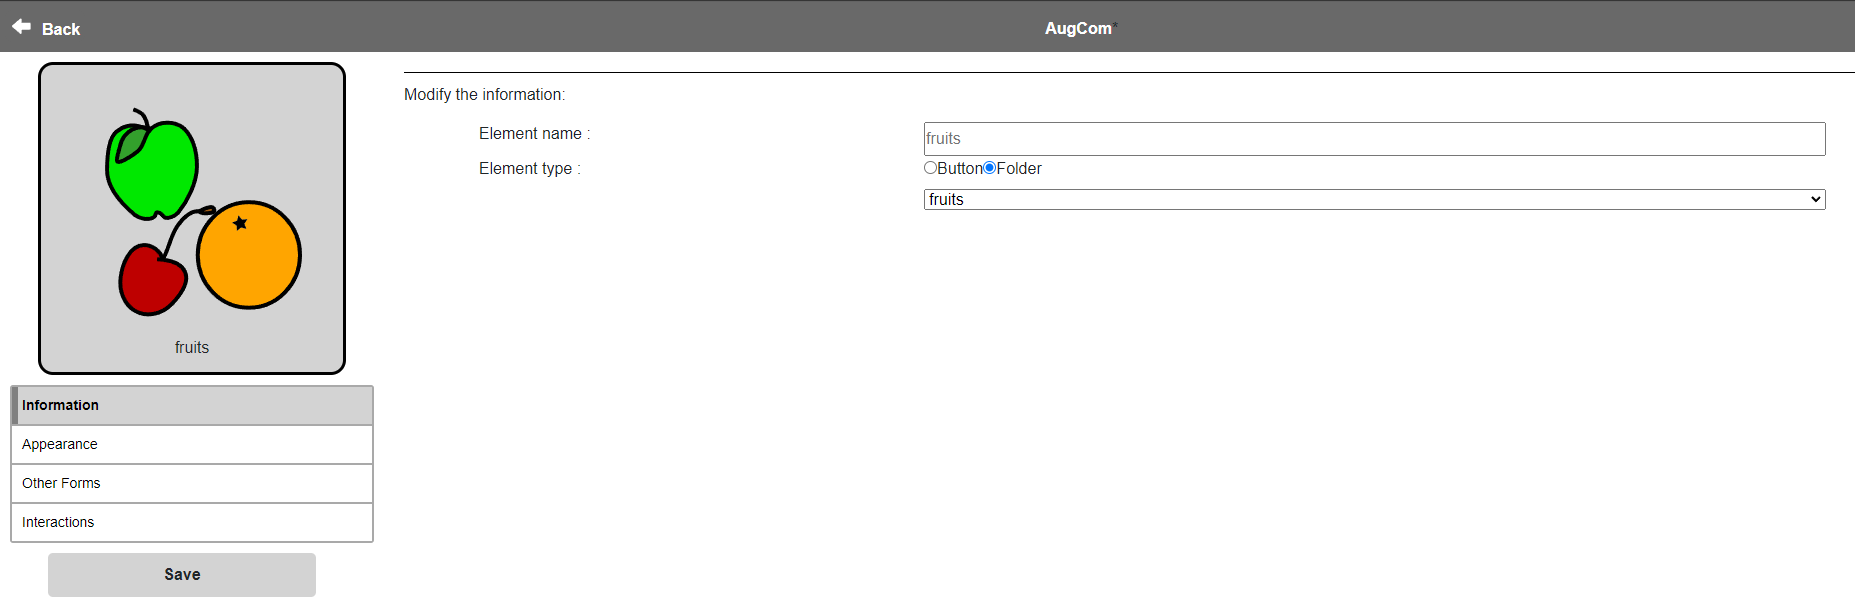 Back
AugCom*
fruits
Information
Appearance
Other Forms
Interactions
Save
Modify the information:
Element name :
fruits
Element type :
Button Folder
fruits